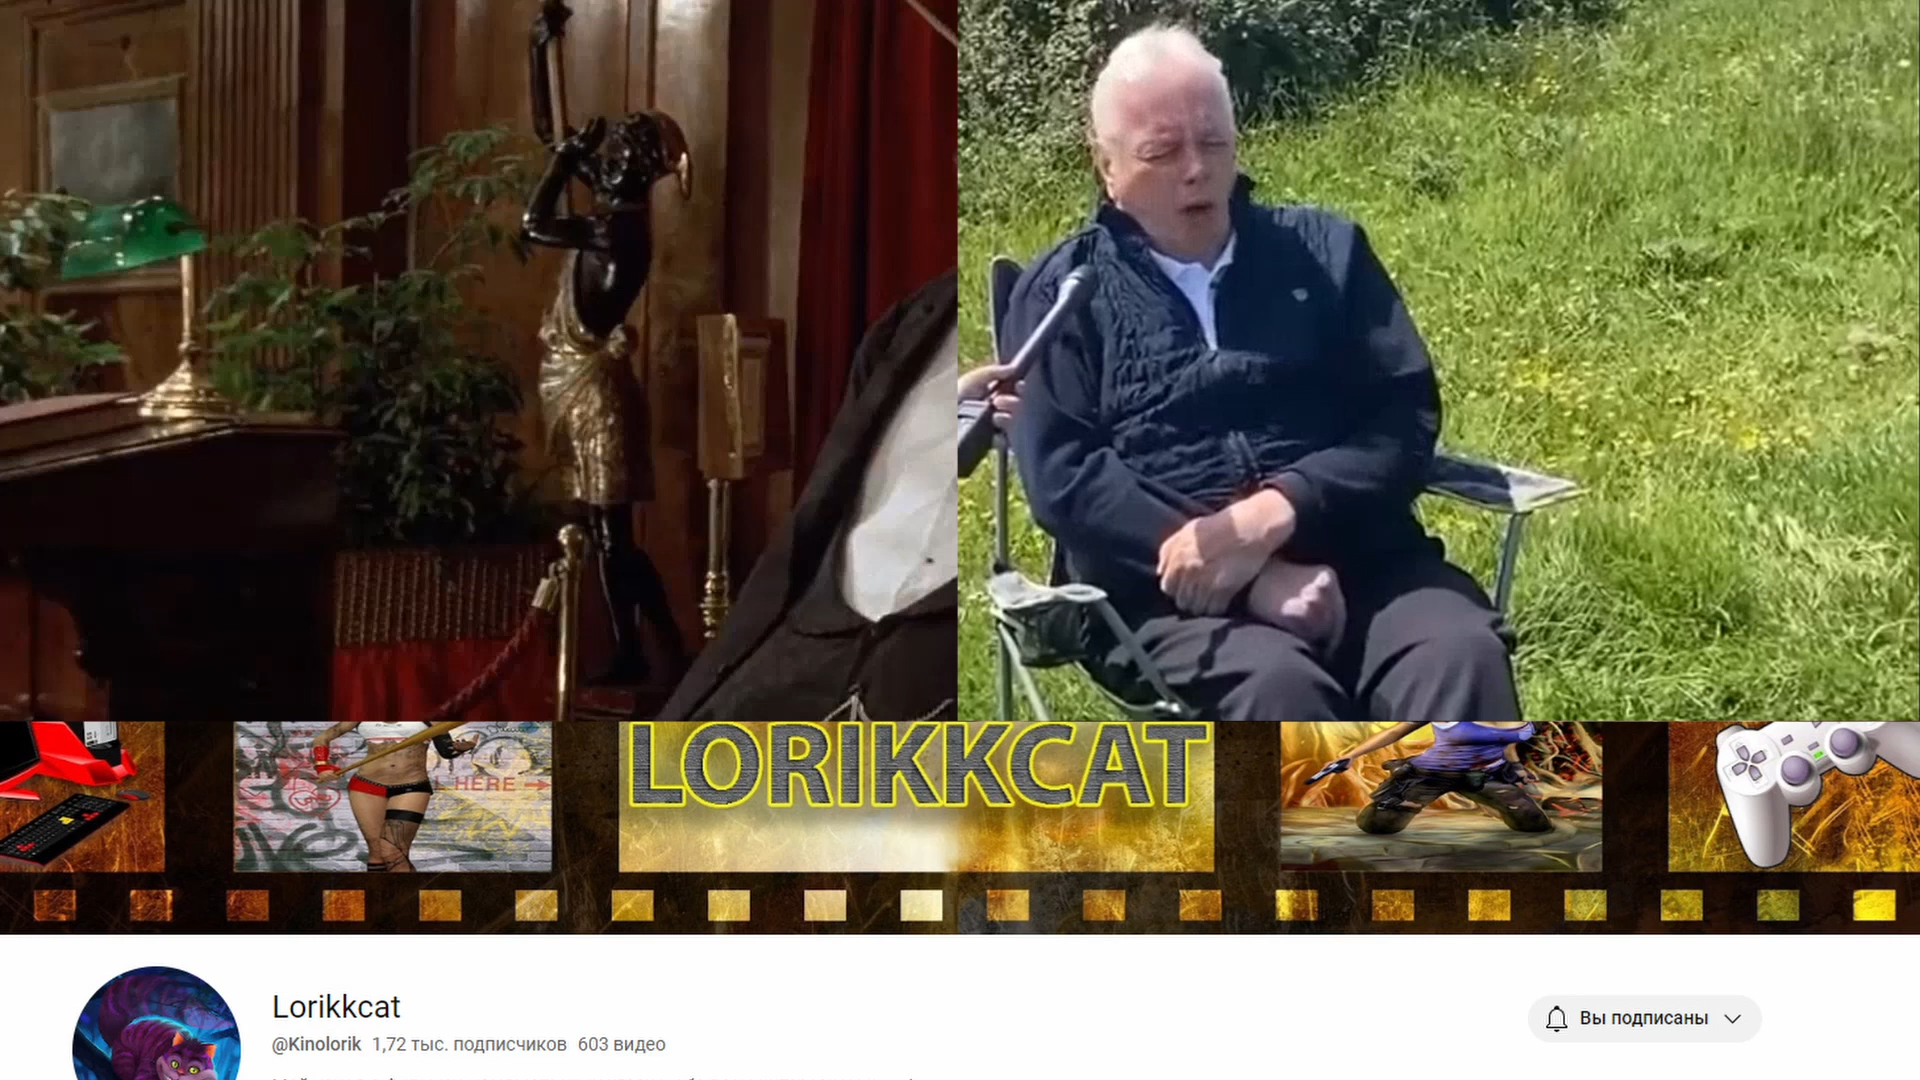 HERE →
LORIKKCAT
Lorikkcat
@Kinolorik 1,72 тыс. подписчиков 603 видео
Вы подписаны